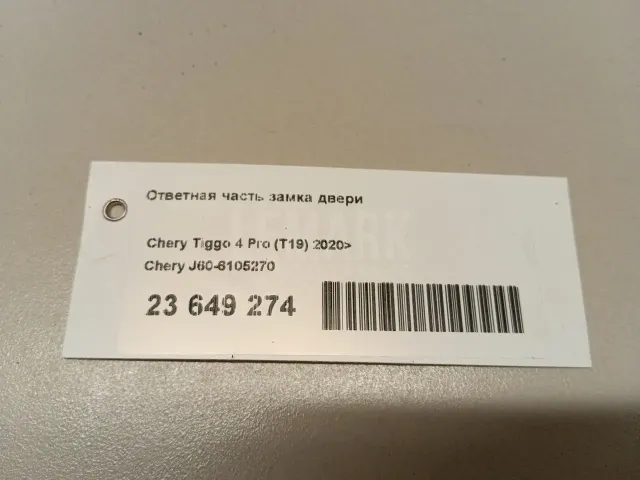 Ответная часть замка двери
Chery Tiggo 4 Pro (T19) 2020>
Chery J60-6105270
23 649 274